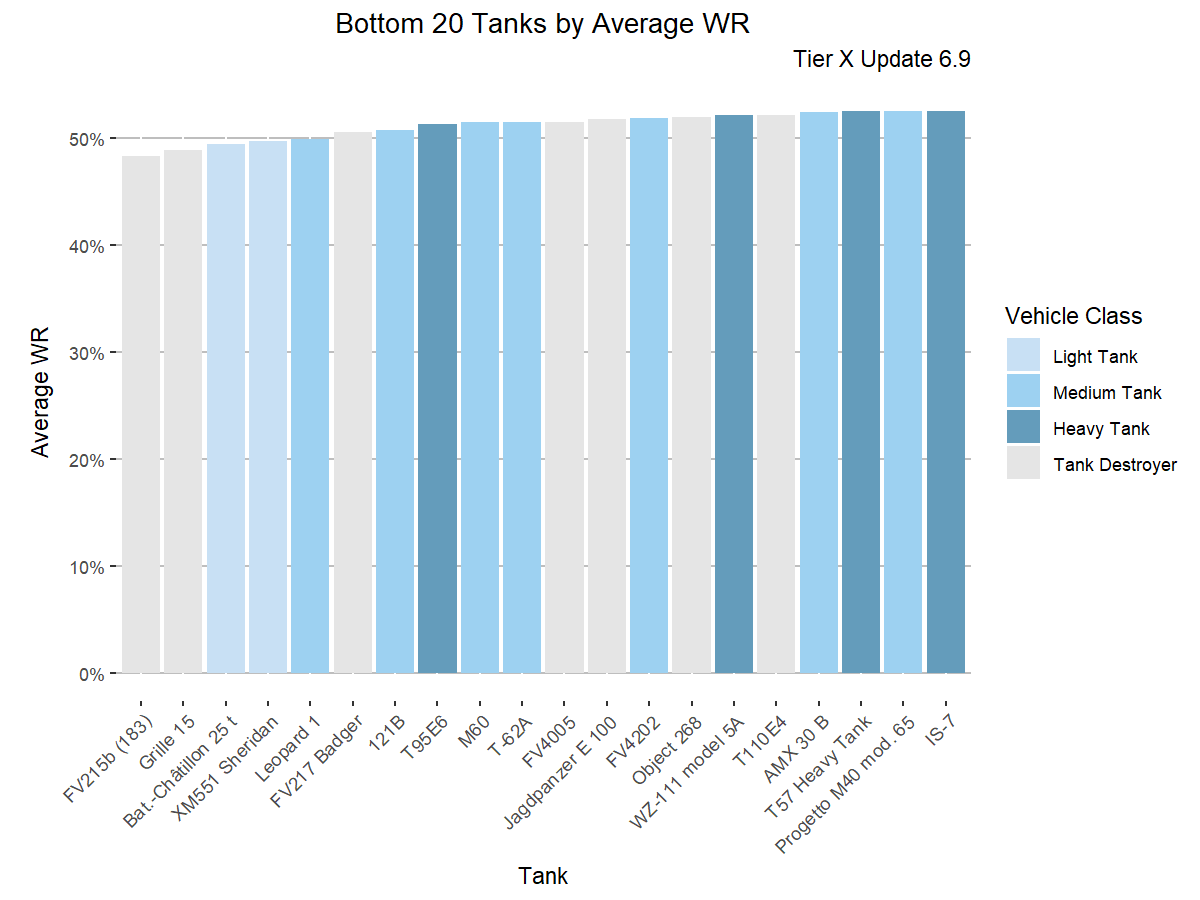 Bottom 20 Tanks by Average WR
Tier X Update 6.9
Average WR
50%
40%
30%
20%
10%
0%
FV215b (183)
Grille 15
Bat.-Châtillon 25 t
XM551 Sheridan
Leopard 1
FV217 Badger
121B
T95E6
M60
T-62A
FV4005
Jagdpanzer E 100
FV4202
Object 268
WZ-111 model 5A
T110E4
AMX 30 B
T57 Heavy Tank
Progetto M40 mod. 65
IS-7
Tank
Vehicle Class
Light Tank
Medium Tank
Heavy Tank
Tank Destroyer